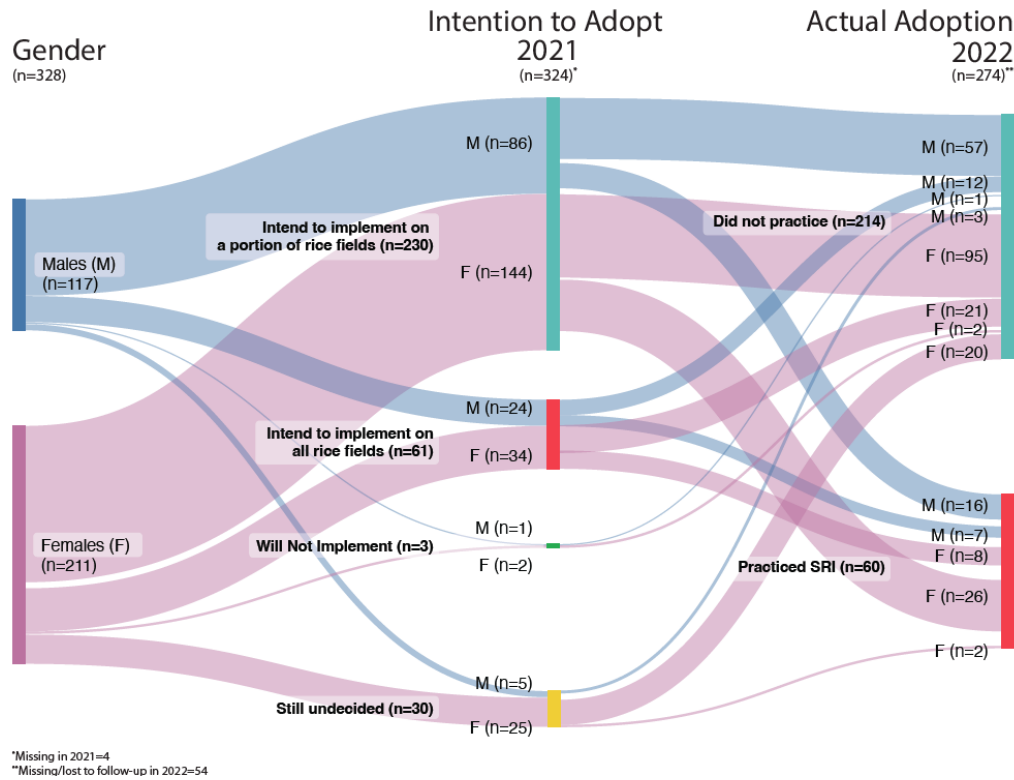 Gender
(n=328)
Intention to Adopt
2021
(n=324)*
Actual Adoption
2022
(n=274)**
Males (M)
(n=117)
Females (F)
(n=211)
M (n=86)
Intend to implement on
a portion of rice fields (n=230)
F (n=144)
M (n=24)
Intend to implement on
all rice fields (n=61)
F (n=34)
M (n=1)
Will Not Implement (n=3)
F (n=2)
M (n=5)
Still undecided (n=30)
F (n=25)
M (n=57)
M (n=12)
M (n=1)
M (n=3)
Did not practice (n=214)
F (n=95)
F (n=21)
F (n=2)
F (n=20)
M (n=16)
M (n=7)
F (n=8)
Practiced SRI (n=60)
F (n=26)
F (n=2)
*Missing in 2021=4
**Missing/lost to follow-up in 2022=54